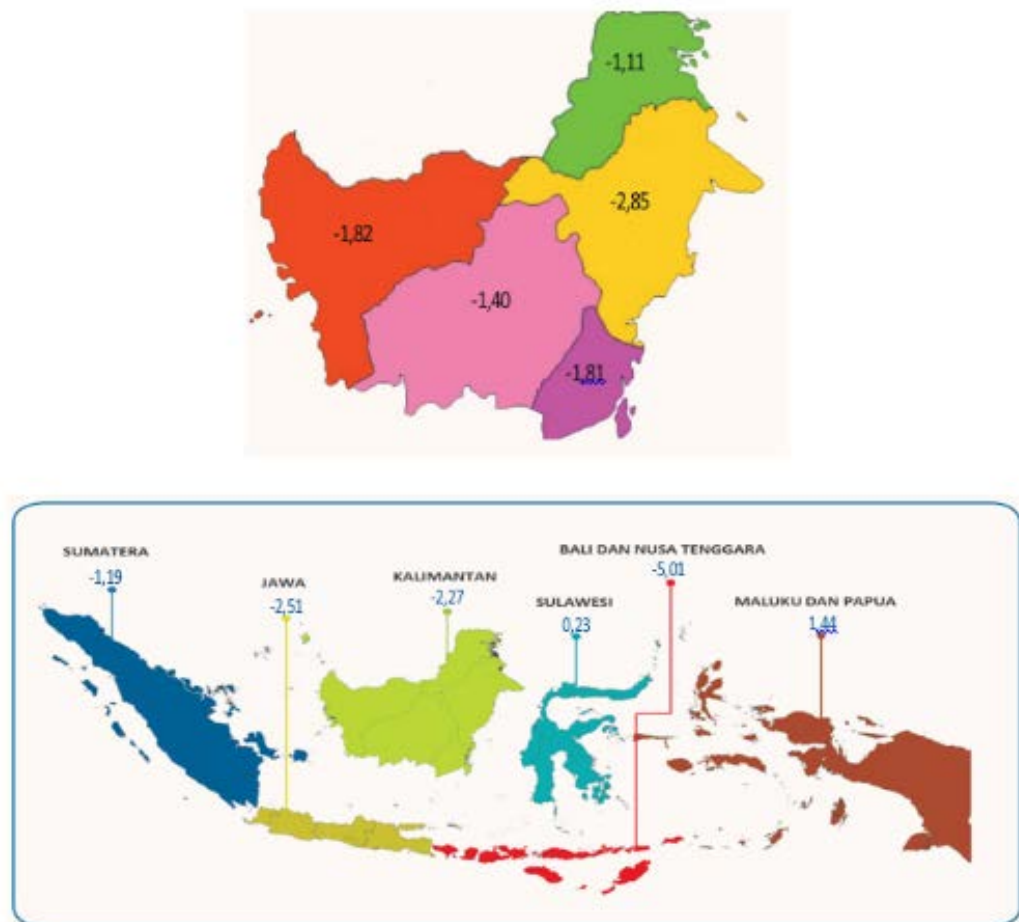 -1,11
-2,85
-1,82
-1,40
-1,81
SUMATERA
-1,19
JAWA
-2,51
KALIMANTAN
-2,27
SULAWESI
0,23
BALI DAN NUSA TENGGARA
-5,01
MALUKU DAN PAPUA
1,44